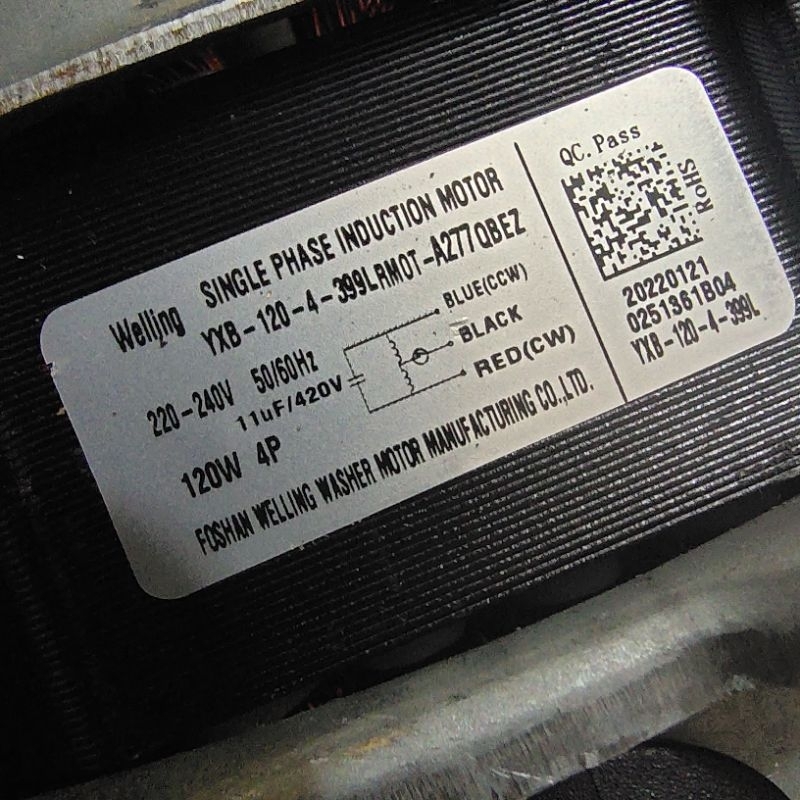 Welling SINGLE PHASE INDUCTION MOTOR
YXB-120-4-399LRMOT-A277QBEZ
220-240V 50/60Hz
11uF/420V
120W 4P
BLUE(CCW)
BLACK
RED(CW)
FOSHAN WELLING WASHER MOTOR MANUFACTURING CO.,LTD.
QC. Pass
RoHS
20220121
0251361B04
YXB-120-4-399L